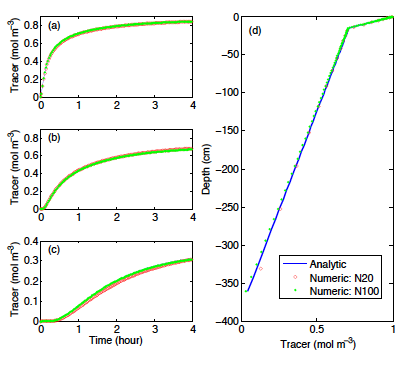 (a)
Tracer (mol m⁻³)
0.8
0.6
0.4
0.2
0
0 1 2 3 4
(b)
Tracer (mol m⁻³)
0.8
0.6
0.4
0.2
0
0 1 2 3 4
(c)
Tracer (mol m⁻³)
0.4
0.3
0.2
0.1
0
0 1 2 3 4
Time (hour)
(d)
Depth (cm)
0
−50
−100
−150
−200
−250
−300
−350
−400
0 0.5 1
Tracer (mol m⁻³)
Analytic
Numeric: N20
Numeric: N100